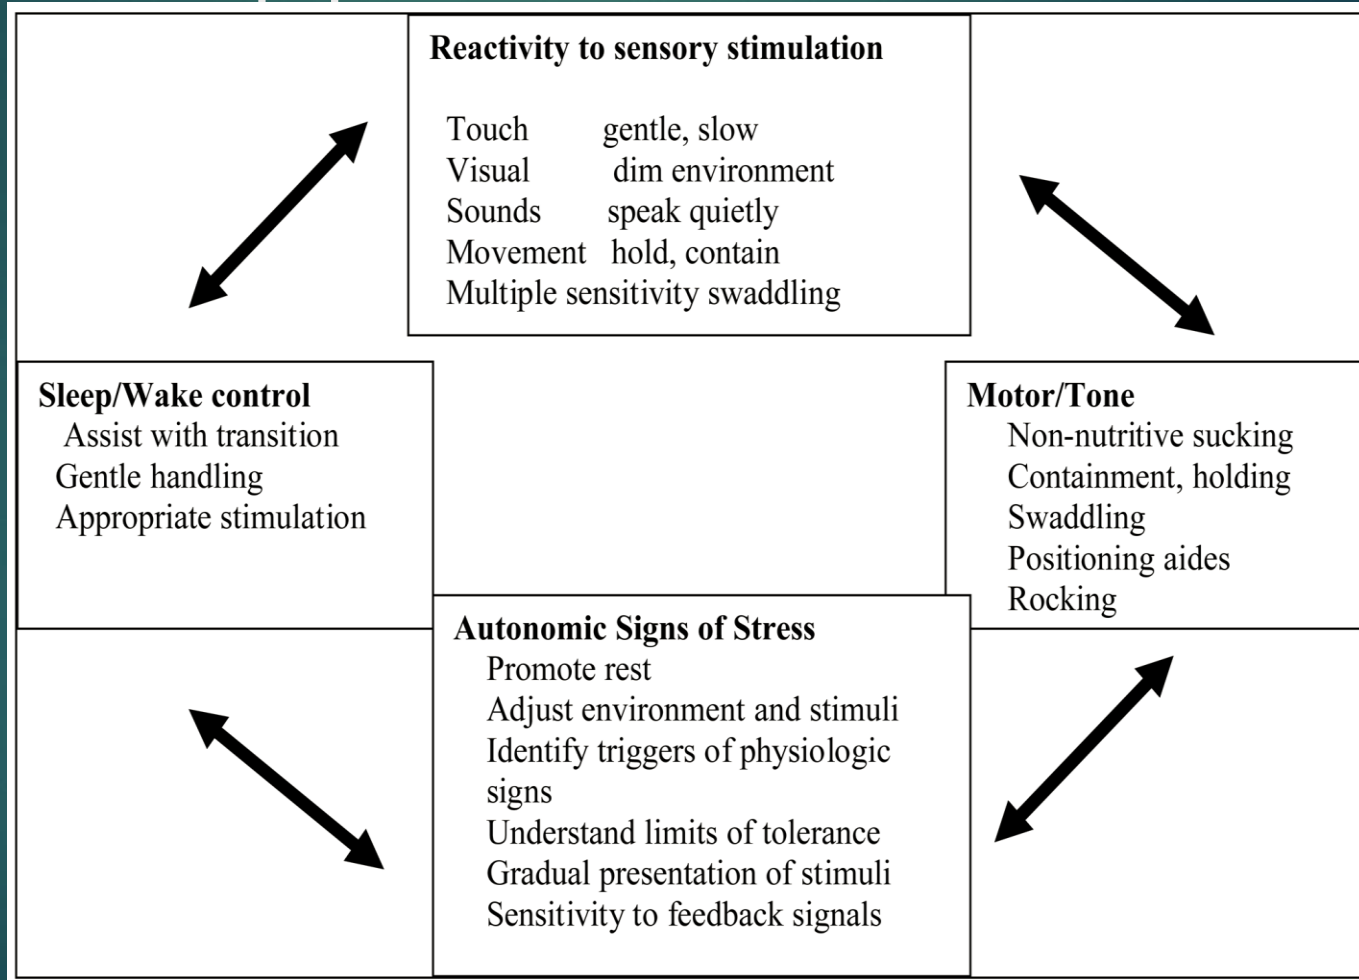 Reactivity to sensory stimulation
Touch gentle, slow
Visual dim environment
Sounds speak quietly
Movement hold, contain
Multiple sensitivity swaddling
Sleep/Wake control
Assist with transition
Gentle handling
Appropriate stimulation
Motor/Tone
Non-nutritive sucking
Containment, holding
Swaddling
Positioning aides
Rocking
Autonomic Signs of Stress
Promote rest
Adjust environment and stimuli
Identify triggers of physiologic
signs
Understand limits of tolerance
Gradual presentation of stimuli
Sensitivity to feedback signals